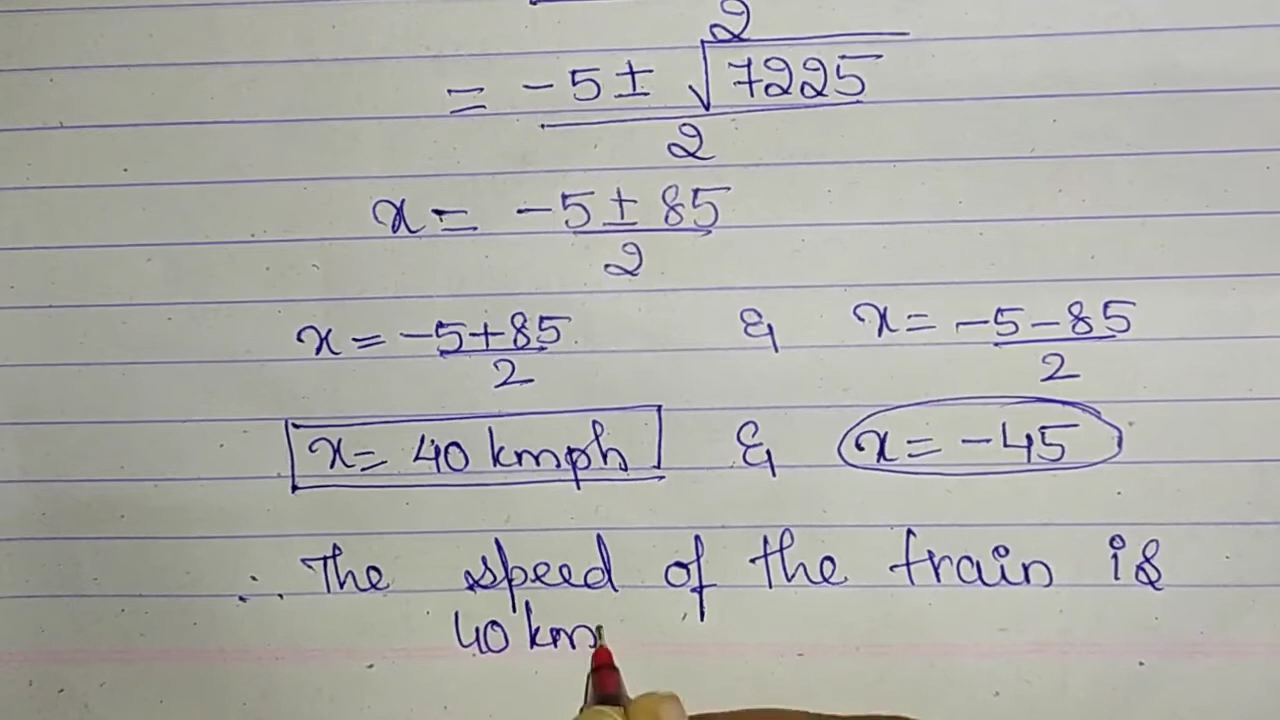 2
= -5 ± √7225
2
x = -5 ± 85
2
x = -5+85 & x = -5-85
2 2
x = 40 kmph & x = -45
∴ The speed of the train is
40 km